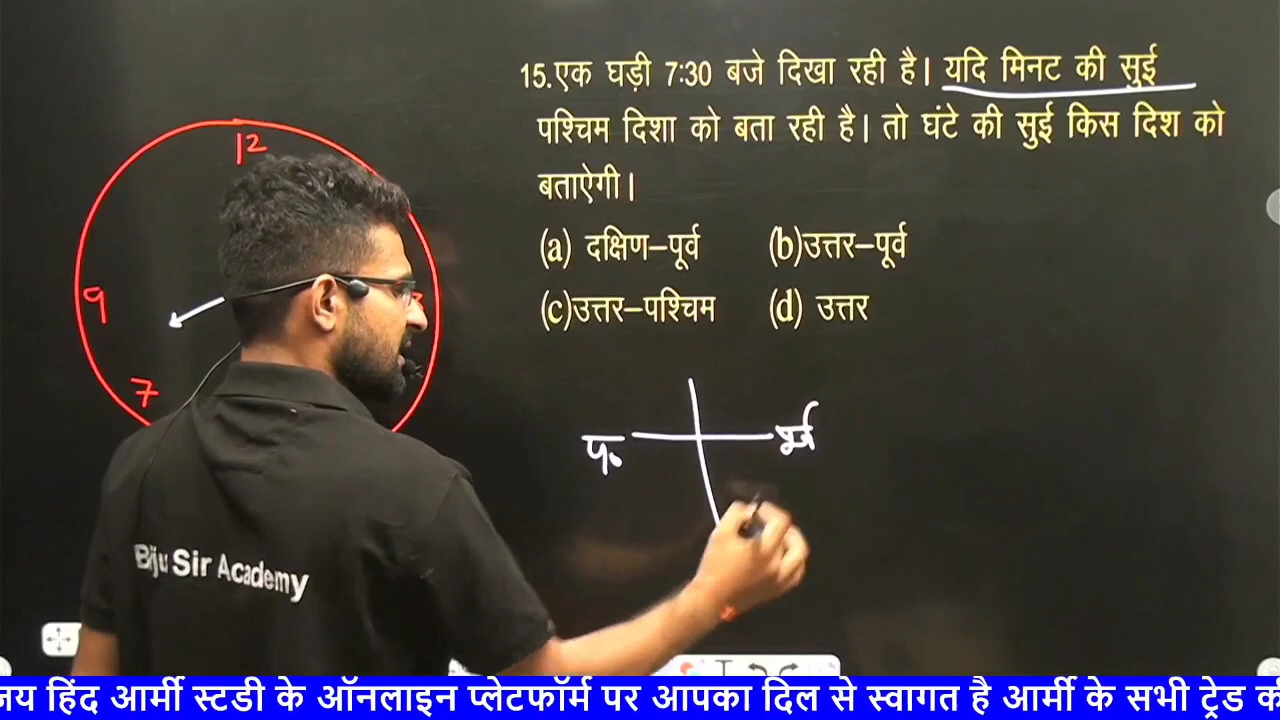 15.एक घड़ी 7:30 बजे दिखा रही है। यदि मिनट की सुई
पश्चिम दिशा को बता रही है। तो घंटे की सुई किस दिश को
बताऐगी।
(a) दक्षिण–पूर्व (b)उत्तर–पूर्व
(c)उत्तर–पश्चिम (d) उत्तर
12
9
7
प०
पूर्व
Biju Sir Academy
जय हिंद आर्मी स्टडी के ऑनलाइन प्लेटफॉर्म पर आपका दिल से स्वागत है आर्मी के सभी ट्रेड